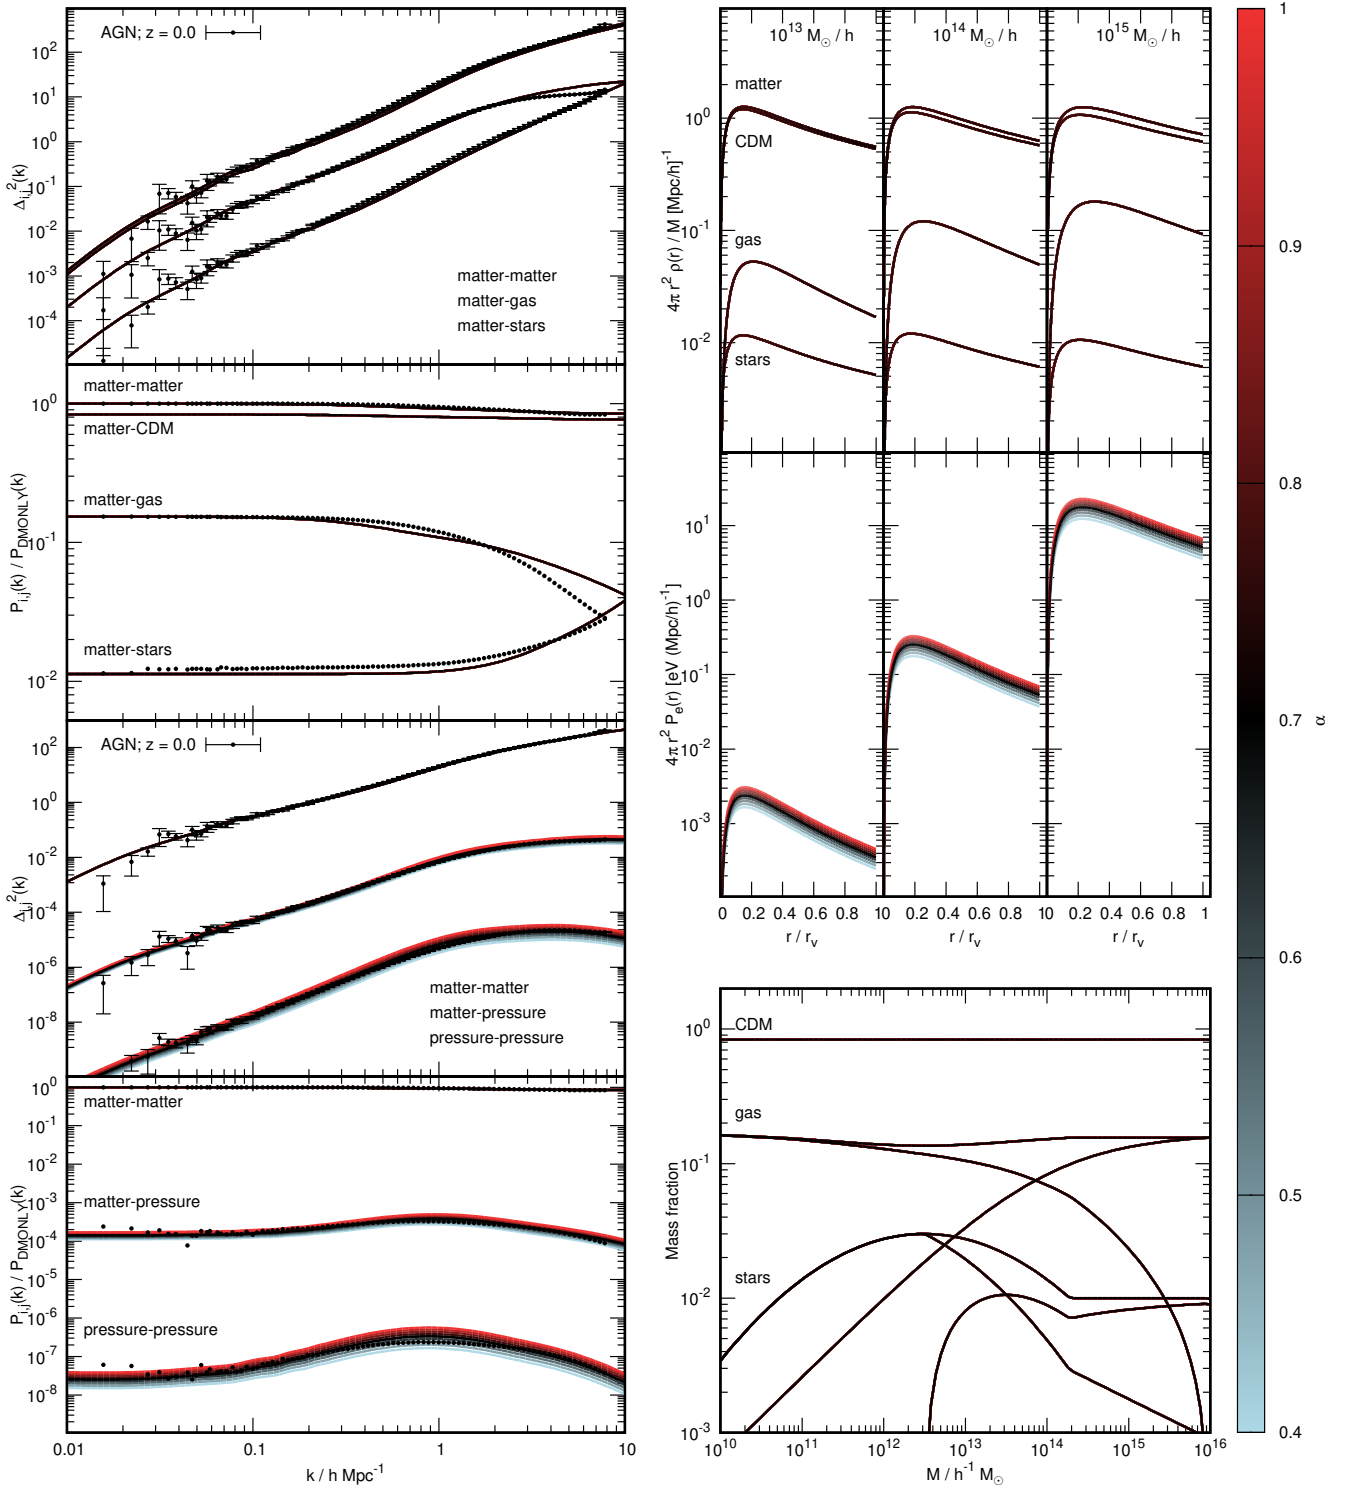 AGN; z = 0.0
10²
10¹
10⁰
10⁻¹
10⁻²
10⁻³
10⁻⁴
Δᵢ,ⱼ²(k)
matter-matter
matter-gas
matter-stars
matter-matter
matter-CDM
matter-gas
matter-stars
10⁰
10⁻¹
10⁻²
Pᵢ,ⱼ(k) / P_DMONLY(k)
AGN; z = 0.0
10²
10⁰
10⁻²
10⁻⁴
10⁻⁶
10⁻⁸
Δᵢ,ⱼ²(k)
matter-matter
matter-pressure
pressure-pressure
10⁰
10⁻¹
10⁻²
10⁻³
10⁻⁴
10⁻⁵
10⁻⁶
10⁻⁷
10⁻⁸
Pᵢ,ⱼ(k) / P_DMONLY(k)
matter-matter
matter-pressure
pressure-pressure
0.01 0.1 1 10
k / h Mpc⁻¹
10¹³ M☉ / h 10¹⁴ M☉ / h 10¹⁵ M☉ / h
matter
CDM
gas
stars
10⁰
10⁻¹
10⁻²
4π r² ρ(r) / M [Mpc/h]⁻¹
10¹
10⁰
10⁻¹
10⁻²
10⁻³
4π r² Pₑ(r) [eV (Mpc/h)⁻¹]
0 0.2 0.4 0.6 0.8 10 0.2 0.4 0.6 0.8 10 0.2 0.4 0.6 0.8 1
r / rᵥ r / rᵥ r / rᵥ
CDM
gas
stars
10⁰
10⁻¹
10⁻²
10⁻³
Mass fraction
10¹⁰ 10¹¹ 10¹² 10¹³ 10¹⁴ 10¹⁵ 10¹⁶
M / h⁻¹ M☉
1
0.9
0.8
0.7
0.6
0.5
0.4
α